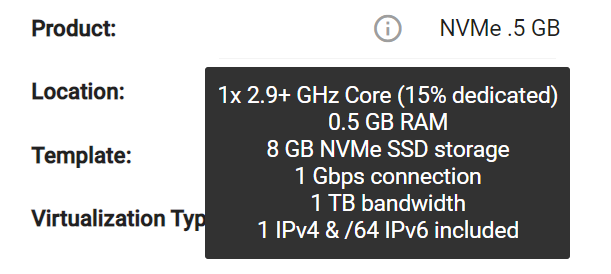 Product: NVMe .5 GB
Location:
1x 2.9+ GHz Core (15% dedicated)
0.5 GB RAM
Template:
8 GB NVMe SSD storage
1 Gbps connection
1 TB bandwidth
Virtualization Typ
1 IPv4 & /64 IPv6 included